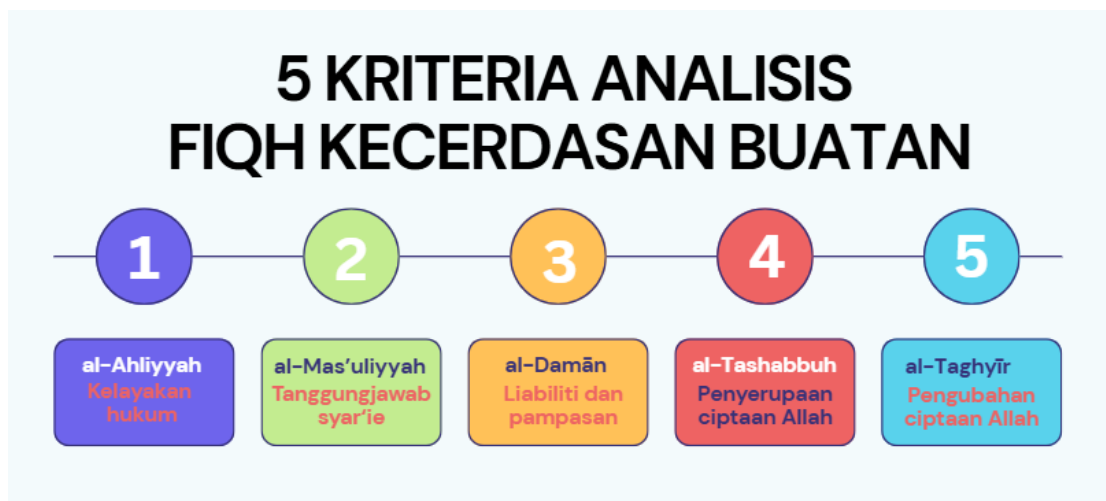 5 KRITERIA ANALISIS
FIQH KECERDASAN BUATAN
1
2
3
4
5
al-Ahliyyah
Kelayakan
hukum
al-Mas'uliyyah
Tanggungjawab
syar'ie
al-Damān
Liabiliti dan
pampasan
al-Tashabbuh
Penyerupaan
ciptaan Allah
al-Taghyīr
Pengubahan
ciptaan Allah